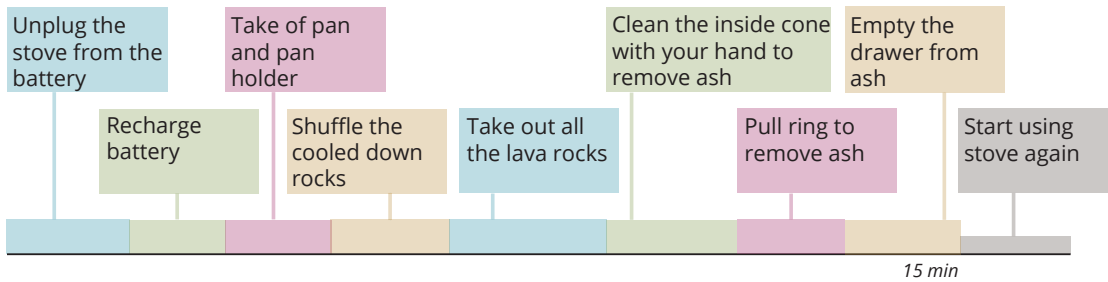 Unplug the
stove from the
battery
Recharge
battery
Take of pan
and pan
holder
Shuffle the
cooled down
rocks
Take out all
the lava rocks
Clean the inside cone
with your hand to
remove ash
Pull ring to
remove ash
Empty the
drawer from
ash
Start using
stove again
15 min